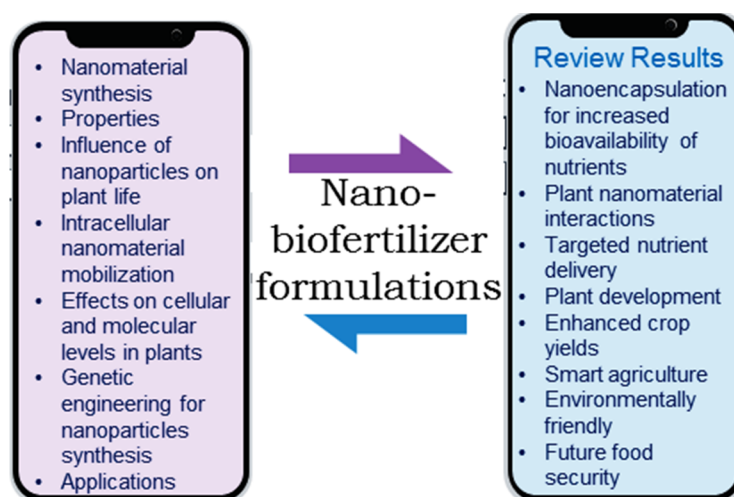 • Nanomaterial
synthesis
• Properties
• Influence of
nanoparticles on
plant life
• Intracellular
nanomaterial
mobilization
• Effects on cellular
and molecular
levels in plants
• Genetic
engineering for
nanoparticles
synthesis
• Applications
Nano-
biofertilizer
formulations
Review Results
• Nanoencapsulation
for increased
bioavailability of
nutrients
• Plant nanomaterial
interactions
• Targeted nutrient
delivery
• Plant development
• Enhanced crop
yields
• Smart agriculture
• Environmentally
friendly
• Future food
security